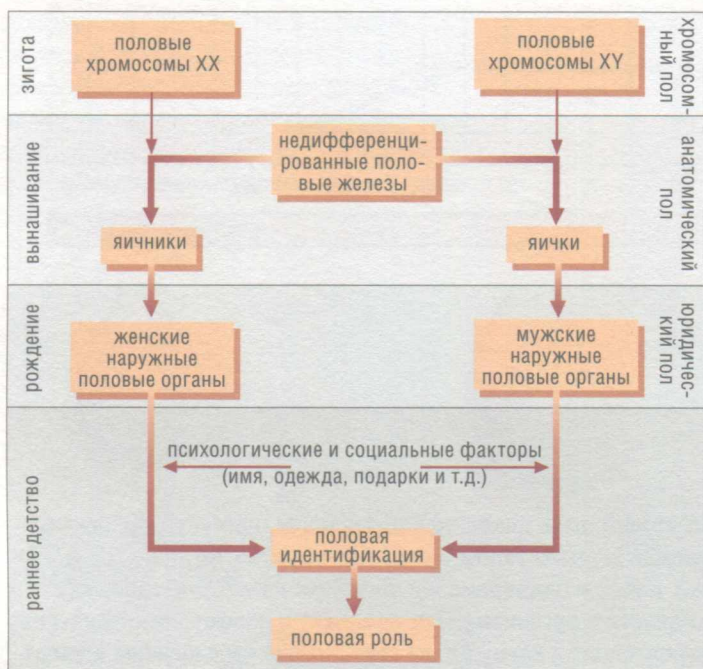 зигота
половые
хромосомы XX
половые
хромосомы XY
хромосом-
ный пол
вынашивание
недифференци-
рованные поло-
вые железы
яичники
яички
анатомический
пол
рождение
женские
наружные
половые органы
мужские
наружные
половые органы
юридичес-
кий пол
раннее детство
психологические и социальные факторы
(имя, одежда, подарки и т.д.)
половая
идентификация
половая роль